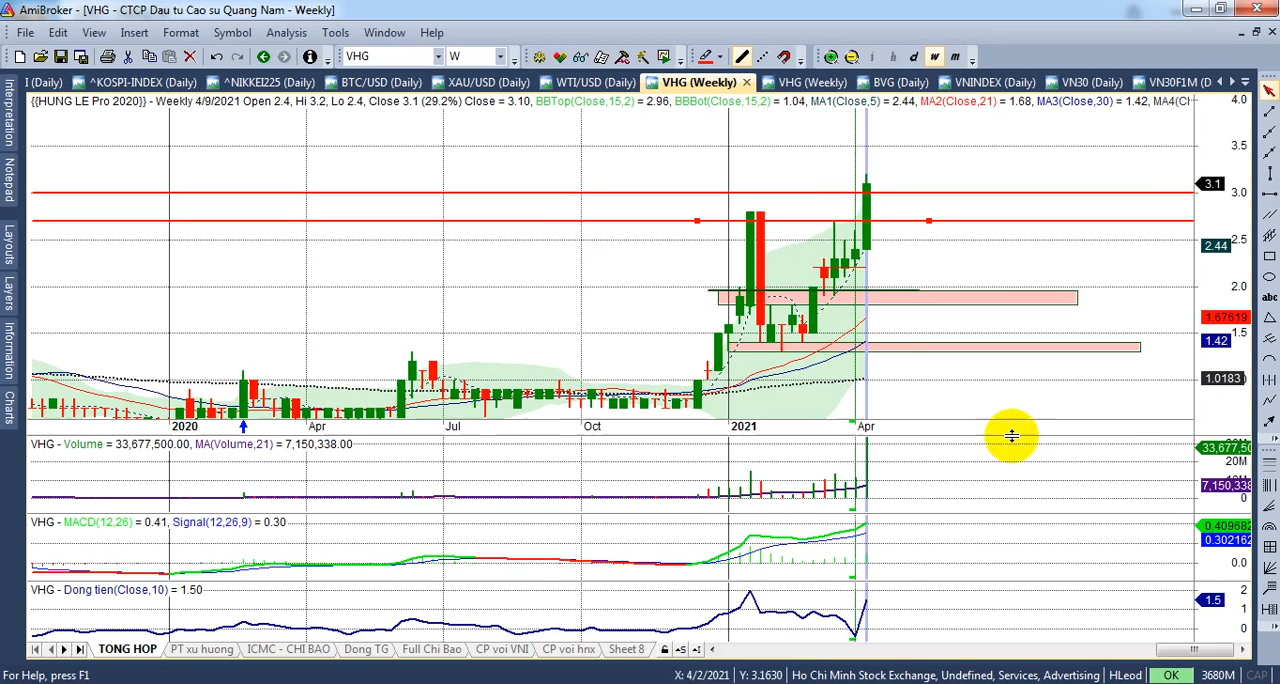 AmiBroker - [VHG - CTCP Dau tu Cao su Quang Nam - Weekly]
File Edit View Insert Format Symbol Analysis Tools Window Help
VHG W i h d w m
I (Daily) ^KOSPI-INDEX (Daily) ^NIKKEI225 (Daily) BTC/USD (Daily) XAU/USD (Daily) WTI/USD (Daily) VHG (Weekly) VHG (Weekly) BVG (Daily) VNINDEX (Daily) VN30 (Daily) VN30F1M (D
{{HUNG LE Pro 2020}} - Weekly 4/9/2021 Open 2.4, Hi 3.2, Lo 2.4, Close 3.1 (29.2%) Close = 3.10, BBTop(Close,15,2) = 2.96, BBBot(Close,15,2) = 1.04, MA1(Close,5) = 2.44, MA2(Close,21) = 1.68, MA3(Close,30) = 1.42, MA4(Cl
Interpretation
Notepad
Layouts
Layers
Information
Charts
abc
4.0
3.5
3.1
3.0
2.5
2.44
2.0
1.67619
1.5
1.42
1.0183
2020 Apr Jul Oct 2021 Apr
VHG - Volume = 33,677,500.00, MA(Volume,21) = 7,150,338.00
33,677,50
20M
7,150,338
0
VHG - MACD(12,26) = 0.41, Signal(12,26,9) = 0.30
0.409682
0.302162
0.0
VHG - Dong tien(Close,10) = 1.50
2
1.5
1
0
TONG HOP PT xu huong ICMC - CHI BAO Dong TG Full Chi Bao CP voi VNI CP voi hnx Sheet 8
For Help, press F1 X: 4/2/2021 Y: 3.1630 Ho Chi Minh Stock Exchange, Undefined, Services, Advertising HLeod OK 3680M CAP